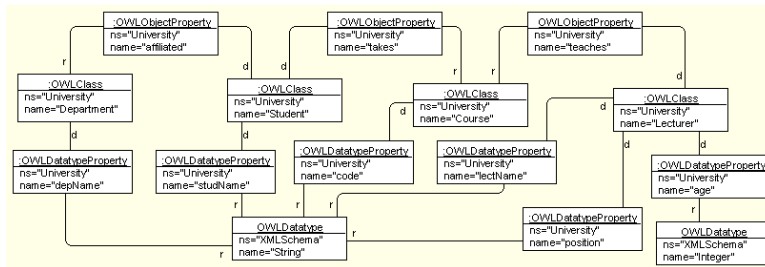 :OWLObjectProperty
ns="University"
name="affiliated"
:OWLObjectProperty
ns="University"
name="takes"
:OWLObjectProperty
ns="University"
name="teaches"
r
d
d
r
r
d
:OWLClass
ns="University"
name="Department"
:OWLClass
ns="University"
name="Student"
:OWLClass
ns="University"
name="Course"
:OWLClass
ns="University"
name="Lecturer"
d
d
d
d
d
d
:OWLDatatypeProperty
ns="University"
name="depName"
:OWLDatatypeProperty
ns="University"
name="studName"
:OWLDatatypeProperty
ns="University"
name="code"
:OWLDatatypeProperty
ns="University"
name="lectName"
:OWLDatatypeProperty
ns="University"
name="age"
r
r
r
r
:OWLDatatypeProperty
ns="University"
name="position"
OWLDatatype
ns="XMLSchema"
name="String"
OWLDatatype
ns="XMLSchema"
name="Integer"
r
r